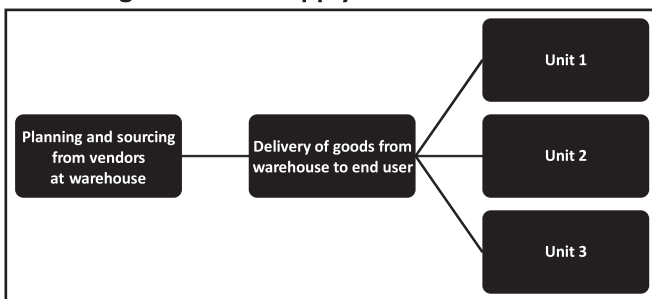 Planning and sourcing
from vendors
at warehouse
Delivery of goods from
warehouse to end user
Unit 1
Unit 2
Unit 3